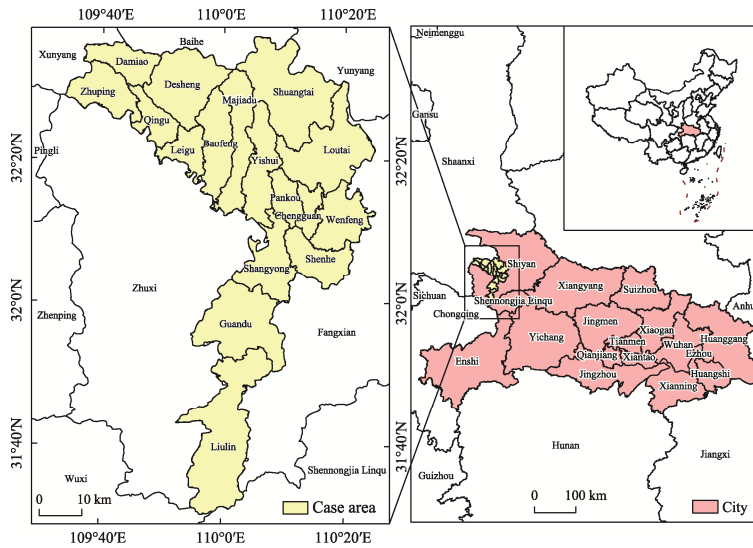 109°40′E
110°0′E
110°20′E
Xunyang
Baihe
Yunyang
Damiao
Desheng
Shuangtai
Zhuping
Majiadu
Qingu
Baofeng
Leigu
Yishui
Loutai
Pingli
Pankou
Chengguan
Wenfeng
Shenhe
Shangyong
Zhuxi
Zhenping
Guandu
Fangxian
Liulin
Wuxi
Shennongjia Linqu
0
10 km
Case area
32°20′N
32°0′N
31°40′N
109°40′E
110°0′E
110°20′E
Neimenggu
Gansu
Shaanxi
Shiyan
Xiangyang
Suizhou
Sichuan
Shennongjia Linqu
Anhu
Chongqing
Jingmen
Xiaogan
Huanggang
Yichang
Tianmen
Wuhan
Ezhou
Enshi
Qianjiang
Xiantao
Huangshi
Jingzhou
Xianning
Hunan
Jiangxi
Guizhou
0
100 km
City
32°20′N
32°0′N
31°40′N